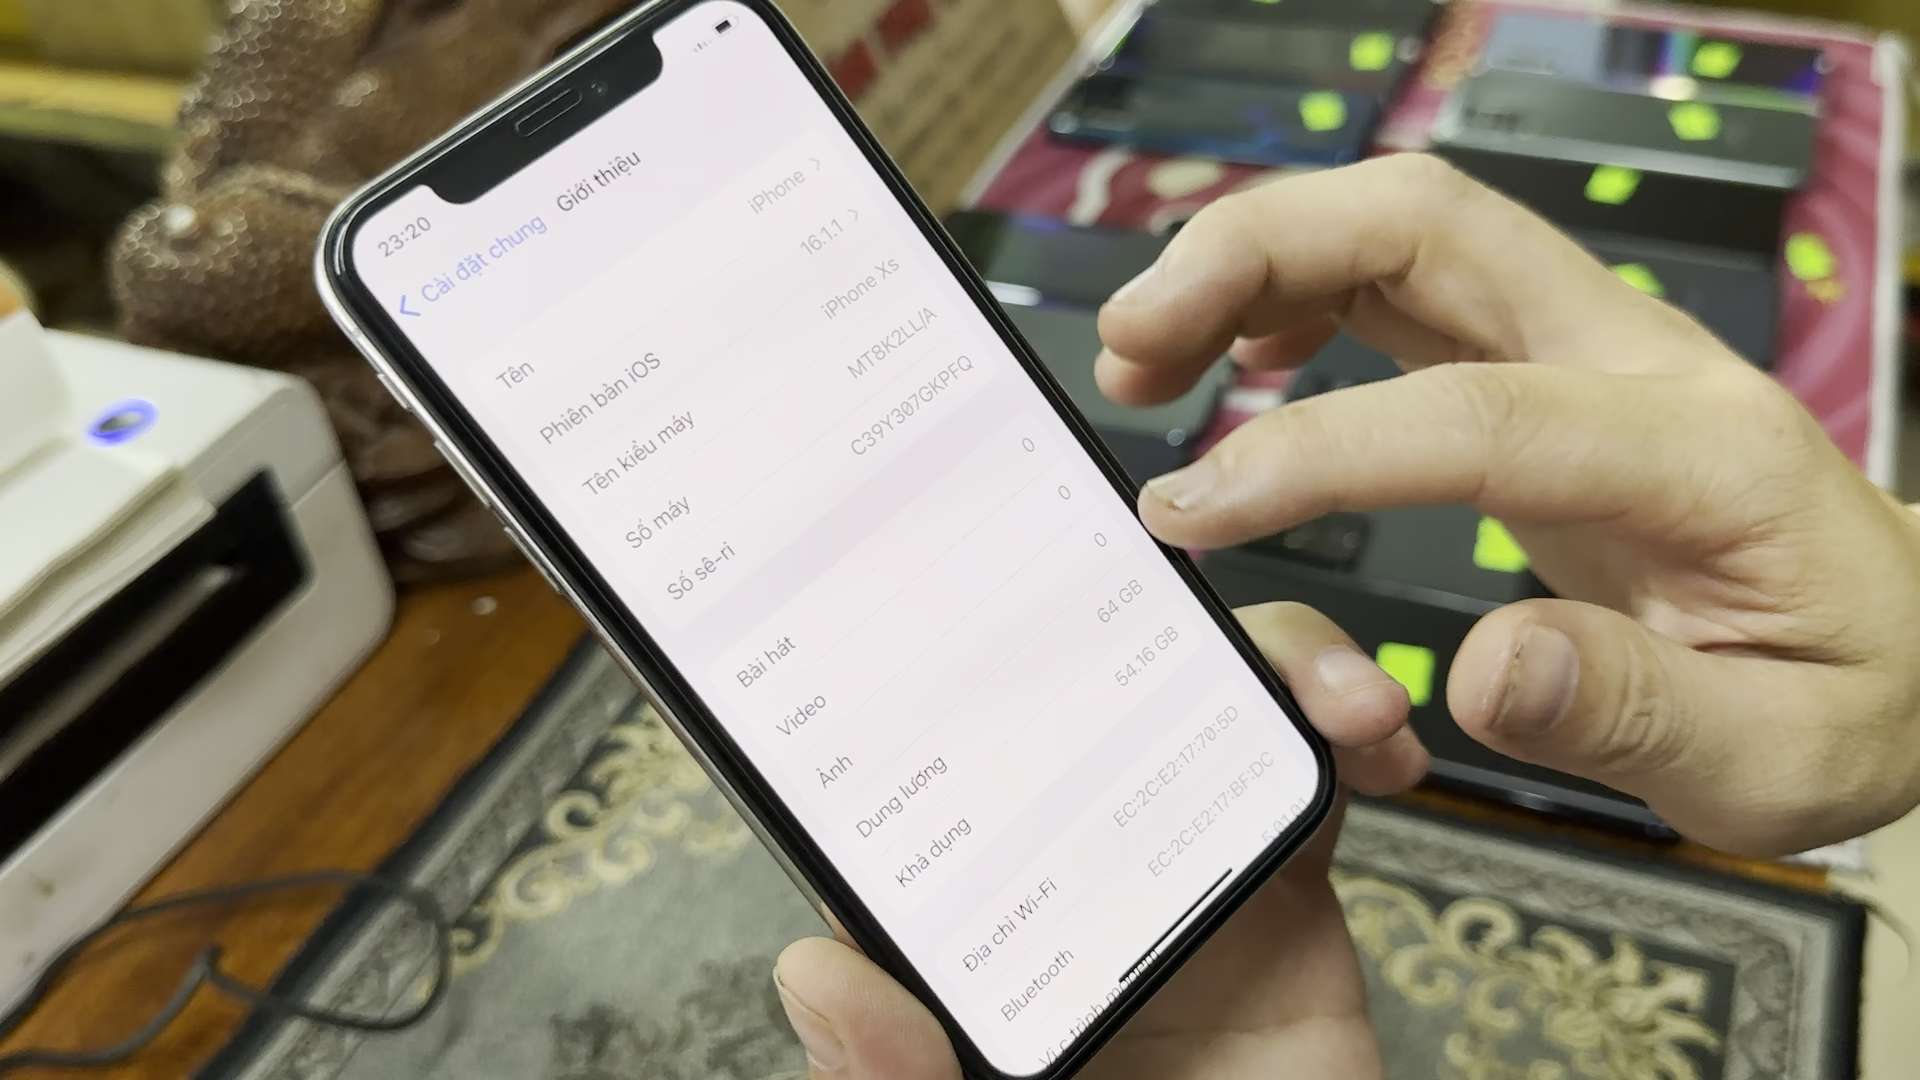 23:20
Cài đặt chung Giới thiệu
Tên iPhone
Phiên bản iOS 16.1.1
Tên kiểu máy iPhone Xs
Số máy MT8K2LL/A
Số sê-ri C39Y307GKPFQ
Bài hát 0
Video 0
Ảnh 0
Dung lượng 64 GB
Khả dụng 54.16 GB
Địa chỉ Wi-Fi EC:2C:E2:17:70:5D
Bluetooth EC:2C:E2:17:BF:DC